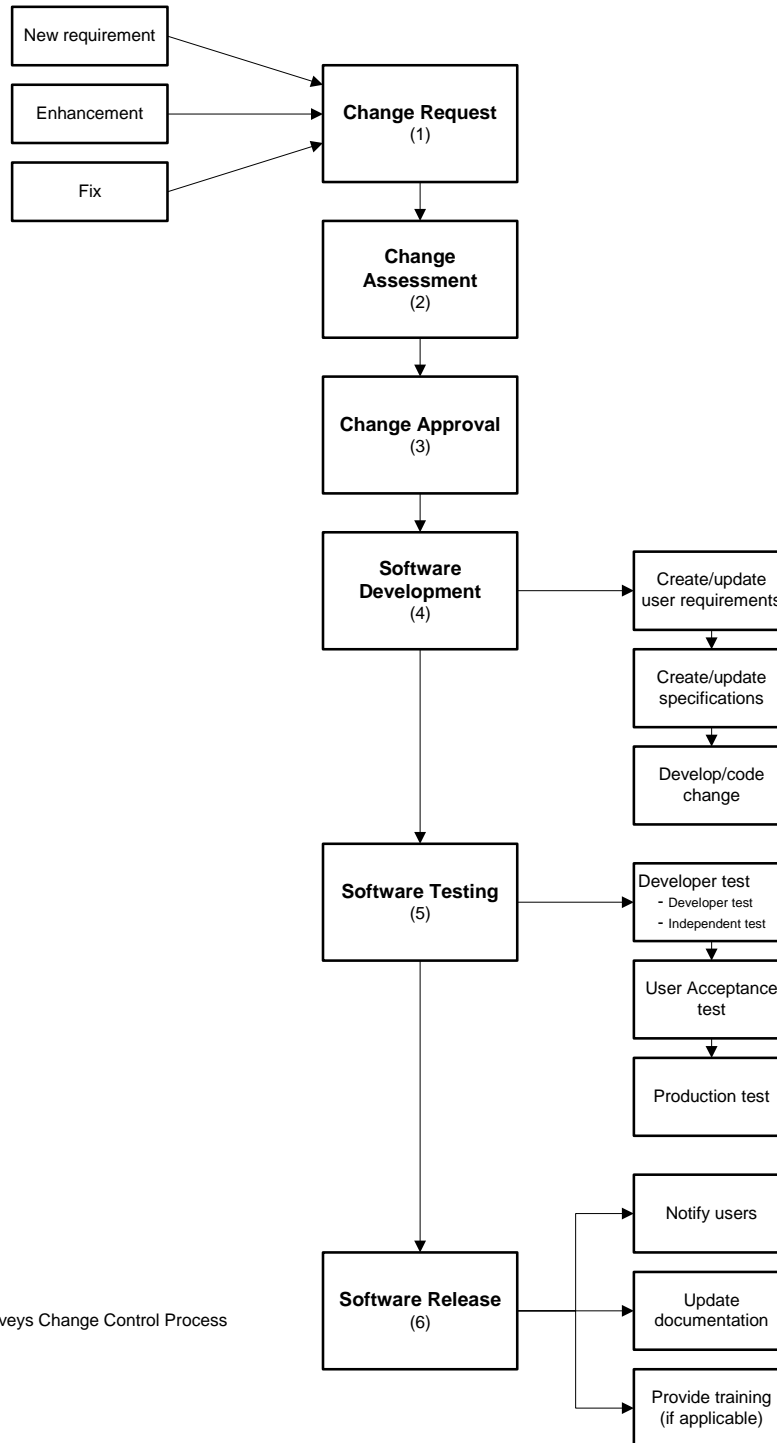 New requirement
Enhancement
Fix
Change Request
(1)
Change
Assessment
(2)
Change Approval
(3)
Software
Development
(4)
Create/update
user requirements
Create/update
specifications
Develop/code
change
Software Testing
(5)
Developer test
- Developer test
- Independent test
User Acceptance
test
Production test
Software Release
(6)
Notify users
Update
documentation
Provide training
(if applicable)
veys Change Control Process